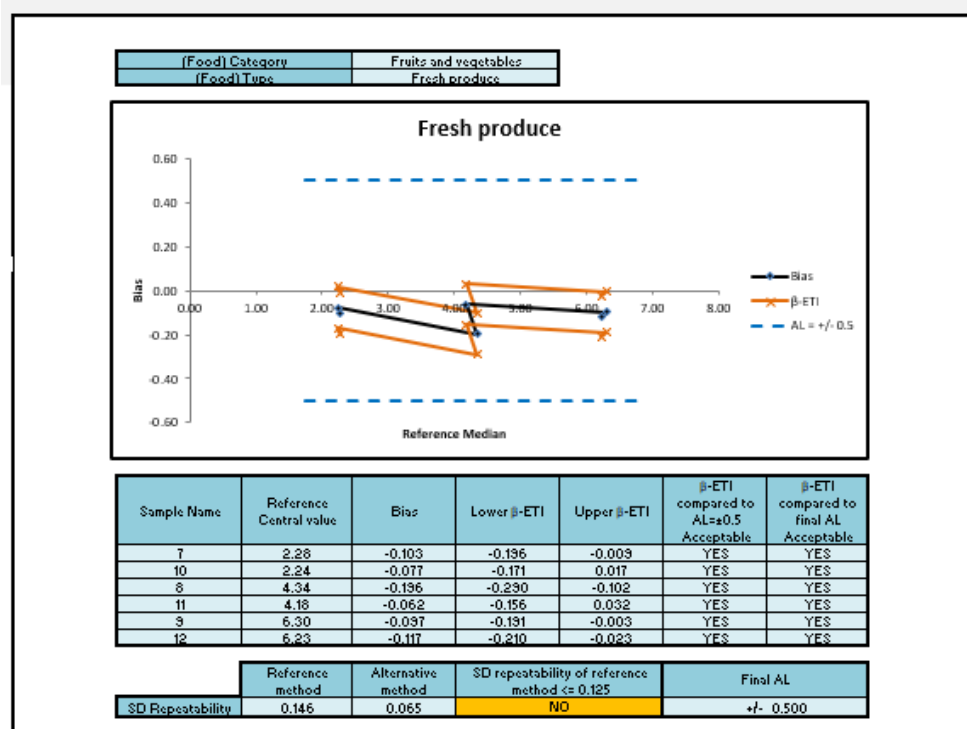 (Food) Category Fruits and vegetables
(Food) Type Fresh produce
Fresh produce
0.60
0.40
0.20
0.00
-0.20
-0.40
-0.60
0.00 1.00 2.00 3.00 4.00 5.00 6.00 7.00 8.00
Bias
Reference Median
Bias
β-ETI
AL = +/- 0.5
Sample Name Reference Central value Bias Lower β-ETI Upper β-ETI β-ETI compared to AL=±0.5 Acceptable β-ETI compared to final AL Acceptable
7 2.28 -0.103 -0.196 -0.009 YES YES
10 2.24 -0.077 -0.171 0.017 YES YES
8 4.34 -0.196 -0.290 -0.102 YES YES
11 4.18 -0.062 -0.156 0.032 YES YES
9 6.30 -0.097 -0.191 -0.003 YES YES
12 6.23 -0.117 -0.210 -0.023 YES YES
Reference method Alternative method SD repeatability of reference method <= 0.125 Final AL
SD Repeatability 0.146 0.065 NO +/- 0.500